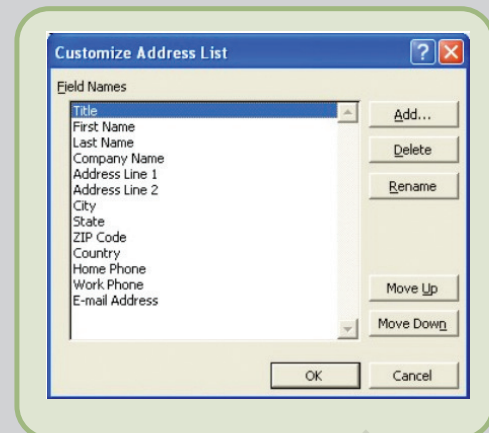 Customize Address List
Field Names
Title
First Name
Last Name
Company Name
Address Line 1
Address Line 2
City
State
ZIP Code
Country
Home Phone
Work Phone
E-mail Address
Add...
Delete
Rename
Move Up
Move Down
OK
Cancel